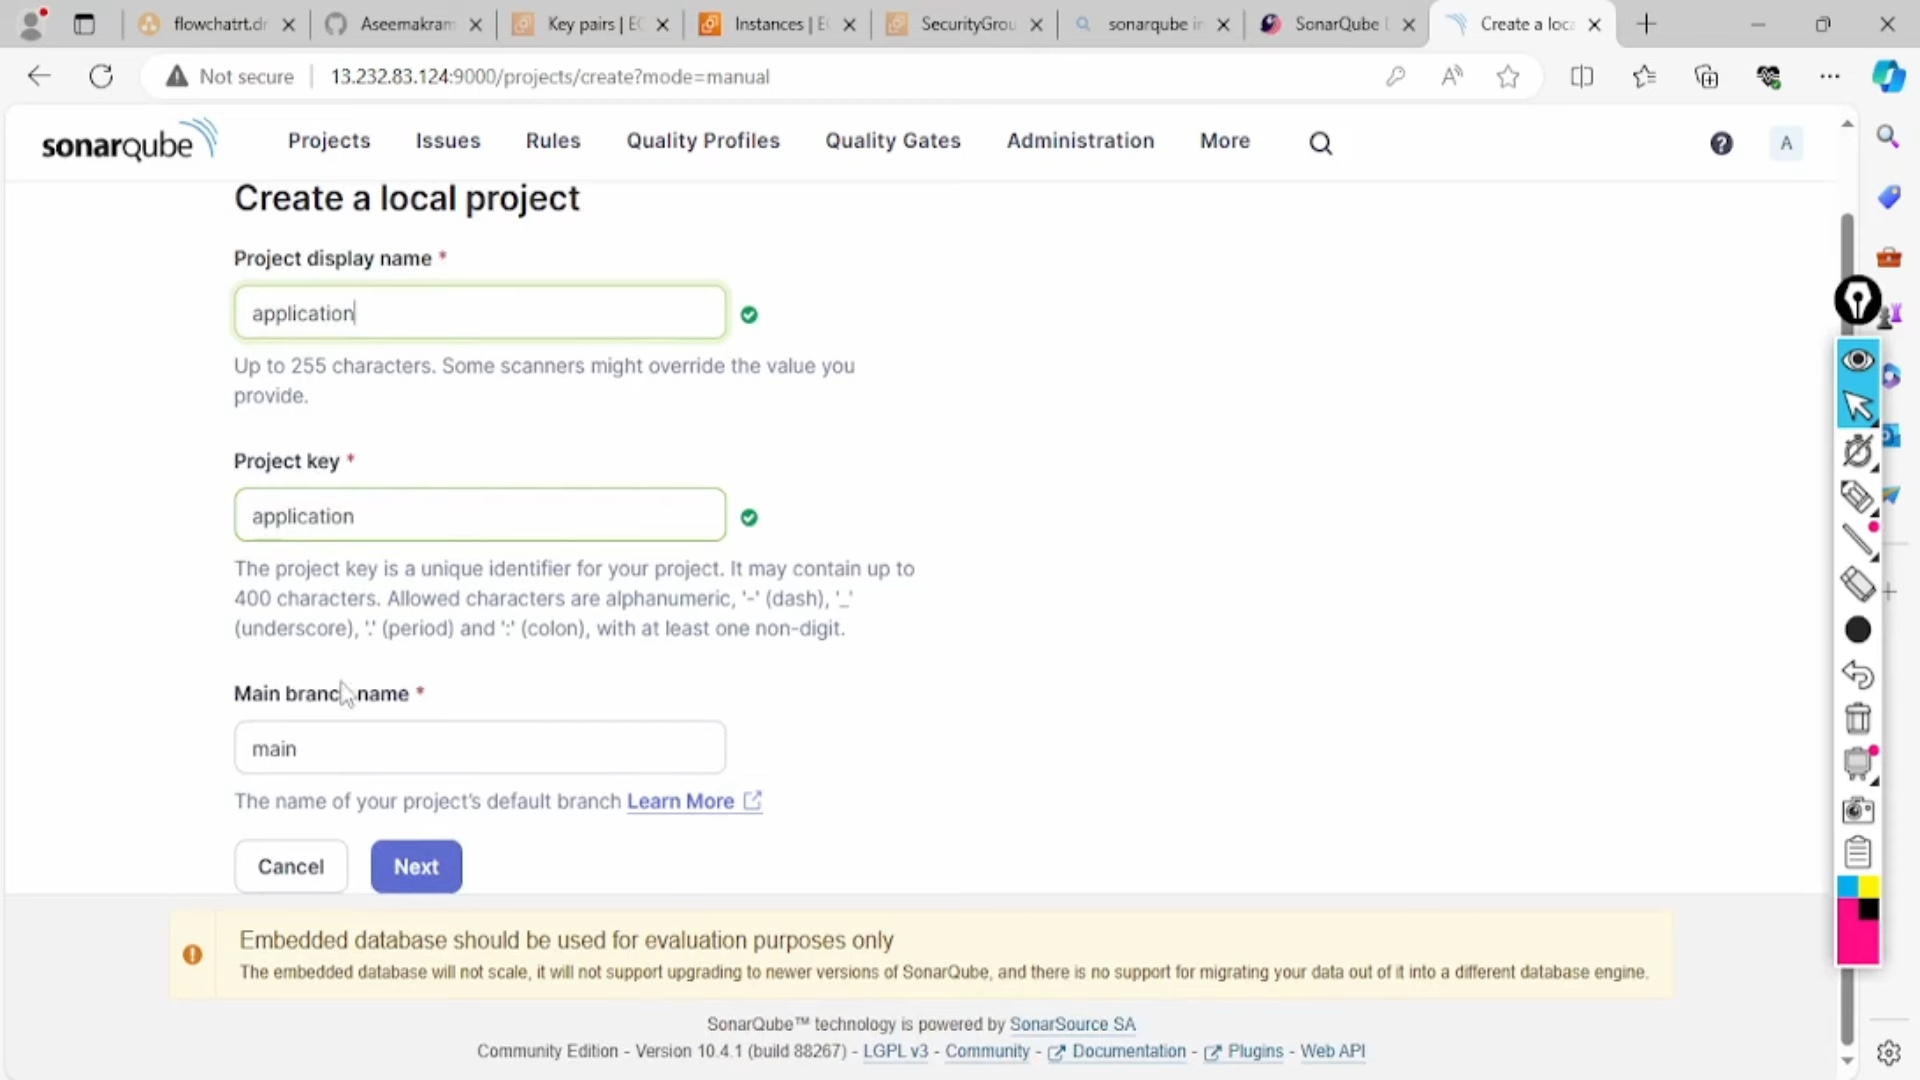 flowchatrt.dr
Aseemakram
Key pairs | EC
Instances | E
SecurityGrou
sonarqube in
SonarQube
Create a loca
Not secure
13.232.83.124:9000/projects/create?mode=manual
sonarqube
Projects
Issues
Rules
Quality Profiles
Quality Gates
Administration
More
A
Create a local project
Project display name *
application
Up to 255 characters. Some scanners might override the value you
provide.
Project key *
application
The project key is a unique identifier for your project. It may contain up to
400 characters. Allowed characters are alphanumeric, '-' (dash), '_'
(underscore), '.' (period) and ':' (colon), with at least one non-digit.
Main branch name *
main
The name of your project's default branch Learn More
Cancel
Next
Embedded database should be used for evaluation purposes only
The embedded database will not scale, it will not support upgrading to newer versions of SonarQube, and there is no support for migrating your data out of it into a different database engine.
SonarQube™ technology is powered by SonarSource SA
Community Edition - Version 10.4.1 (build 88267) - LGPL v3 - Community - Documentation - Plugins - Web API